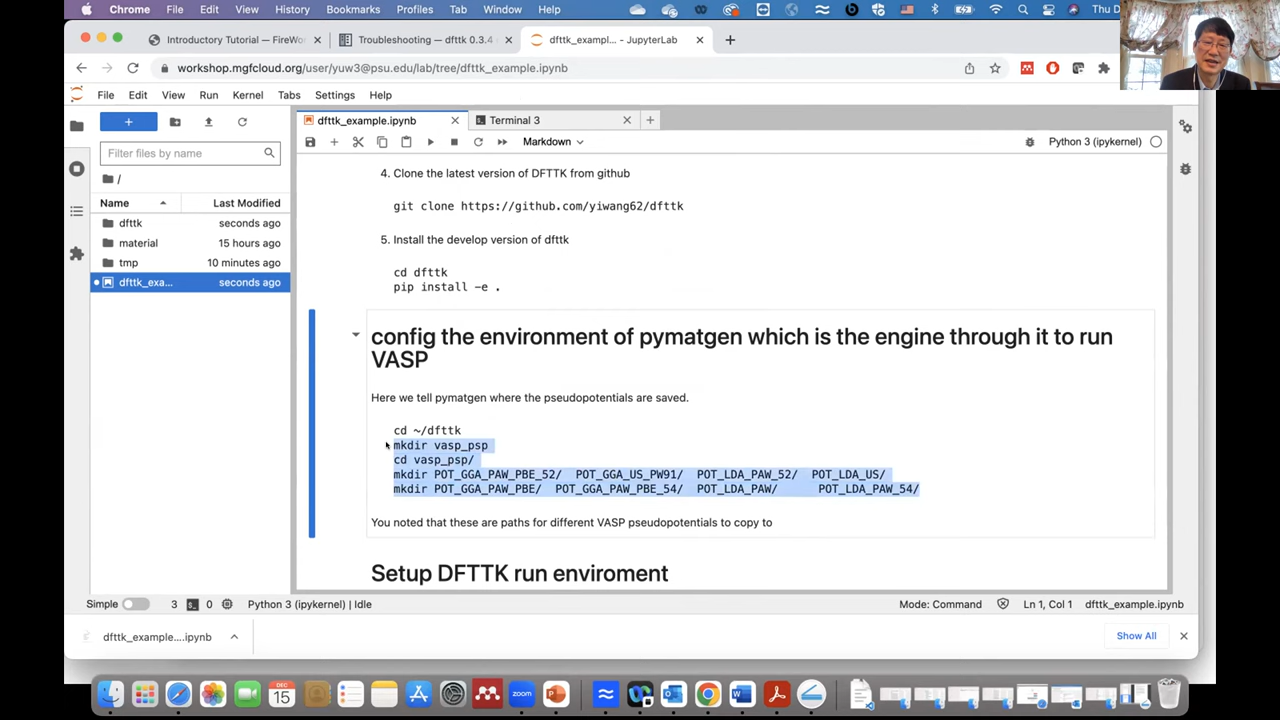 Chrome File Edit View History Bookmarks Profiles Tab Window Help Thu D
Introductory Tutorial — FireWo
Troubleshooting — dfttk 0.3.4
dfttk_exampl... - JupyterLab
workshop.mgfcloud.org/user/yuw3@psu.edu/lab/tree/dfttk_example.ipynb
File Edit View Run Kernel Tabs Settings Help
dfttk_example.ipynb
Terminal 3
Markdown
Python 3 (ipykernel)
Filter files by name
/
Name Last Modified
dfttk seconds ago
material 15 hours ago
tmp 10 minutes ago
dfttk_exa... seconds ago
4. Clone the latest version of DFTTK from github
git clone https://github.com/yiwang62/dfttk
5. Install the develop version of dfttk
cd dfttk
pip install -e .
config the environment of pymatgen which is the engine through it to run
VASP
Here we tell pymatgen where the pseudopotentials are saved.
cd ~/dfttk
mkdir vasp_psp
cd vasp_psp/
mkdir POT_GGA_PAW_PBE_52/ POT_GGA_US_PW91/ POT_LDA_PAW_52/ POT_LDA_US/
mkdir POT_GGA_PAW_PBE/ POT_GGA_PAW_PBE_54/ POT_LDA_PAW/ POT_LDA_PAW_54/
You noted that these are paths for different VASP pseudopotentials to copy to
Setup DFTTK run enviroment
Simple 3 0 Python 3 (ipykernel) | Idle Mode: Command Ln 1, Col 1 dfttk_example.ipynb
dfttk_example....ipynb
Show All
DEC
15
zoom